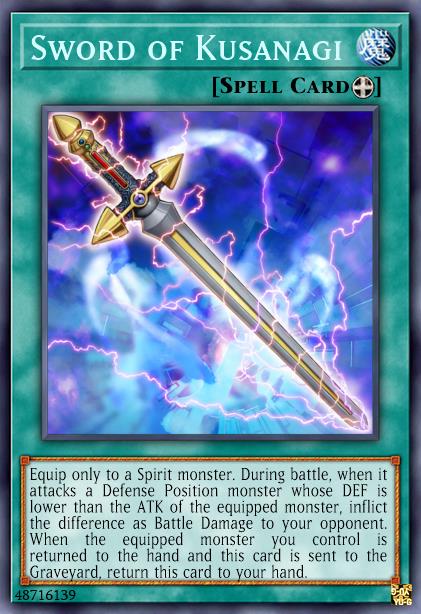 Sword of Kusanagi
魔
[Spell Card]
Equip only to a Spirit monster. During battle, when it
attacks a Defense Position monster whose DEF is
lower than the ATK of the equipped monster, inflict
the difference as Battle Damage to your opponent.
When the equipped monster you control is
returned to the hand and this card is sent to the
Graveyard, return this card to your hand.
48716139